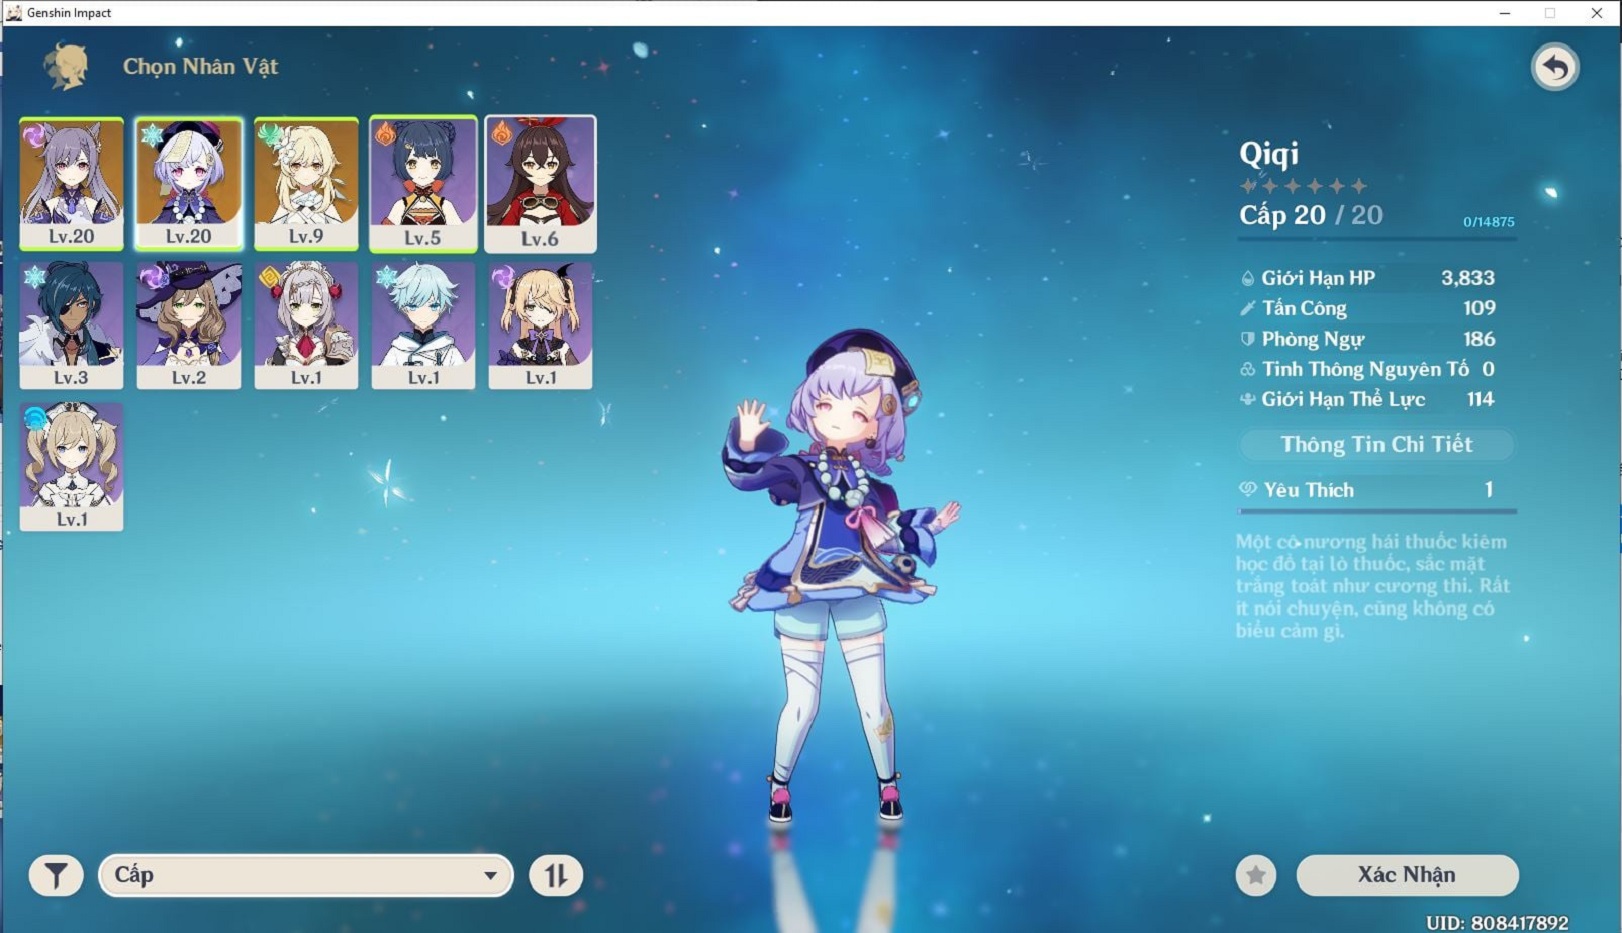 Genshin Impact
Chọn Nhân Vật
Lv.20
Lv.20
Lv.9
Lv.5
Lv.6
Lv.3
Lv.2
Lv.1
Lv.1
Lv.1
Lv.1
Qiqi
Cấp 20 / 20
0/14875
Giới Hạn HP 3,833
Tấn Công 109
Phòng Ngự 186
Tinh Thông Nguyên Tố 0
Giới Hạn Thể Lực 114
Thông Tin Chi Tiết
Yêu Thích 1
Một cô nương hái thuốc kiêm
học đồ tại lò thuốc, sắc mặt
trắng toát như cương thi. Rất
ít nói chuyện, cũng không có
biểu cảm gì.
Cấp
Xác Nhận
UID: 808417892